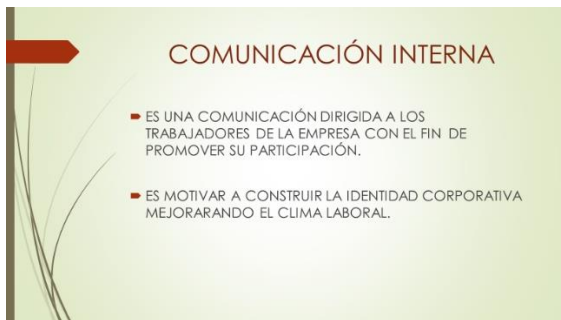 COMUNICACIÓN INTERNA
ES UNA COMUNICACIÓN DIRIGIDA A LOS
TRABAJADORES DE LA EMPRESA CON EL FIN DE
PROMOVER SU PARTICIPACIÓN.
ES MOTIVAR A CONSTRUIR LA IDENTIDAD CORPORATIVA
MEJORARANDO EL CLIMA LABORAL.